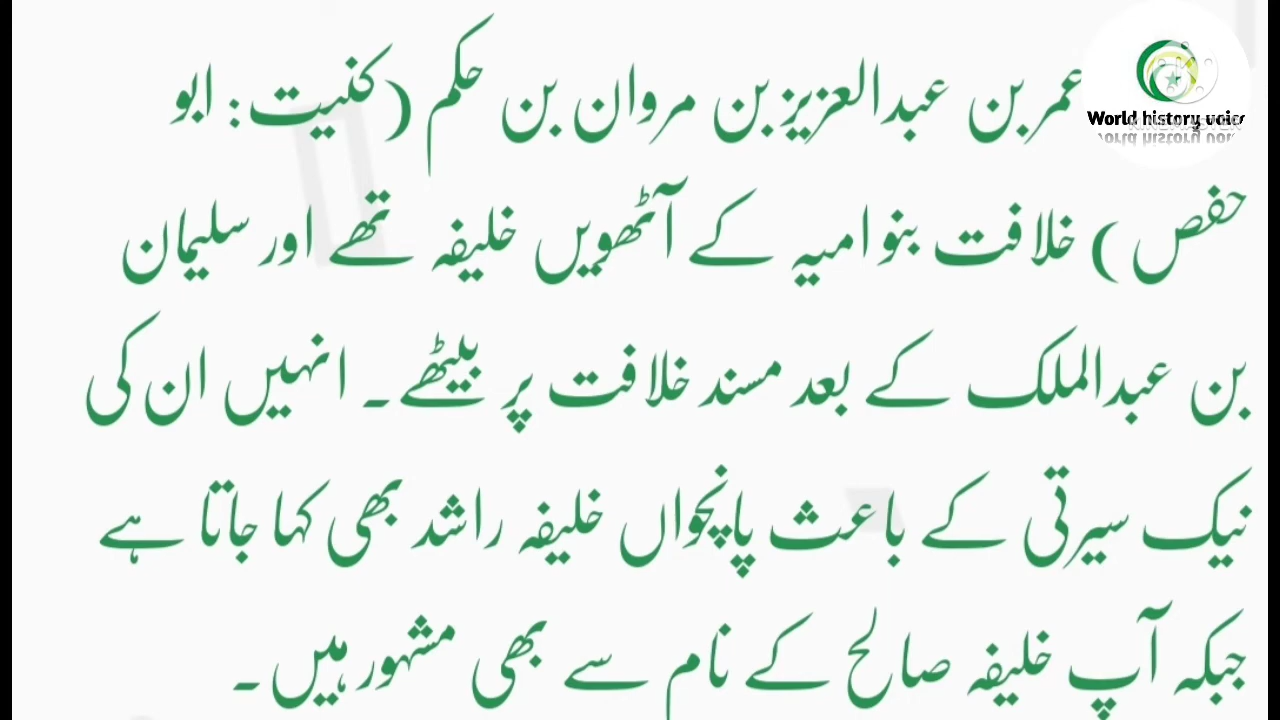 عمر بن عبدالعزیز بن مروان بن حکم (کنیت: ابو
حفص) خلافت بنو امیہ کے آٹھویں خلیفہ تھے اور سلیمان
بن عبدالملک کے بعد مسند خلافت پر بیٹھے۔ انہیں ان کی
نیک سیرتی کے باعث پانچواں خلیفہ راشد بھی کہا جاتا ہے
جبکہ آپ خلیفہ صالح کے نام سے بھی مشہور ہیں۔
World history voice